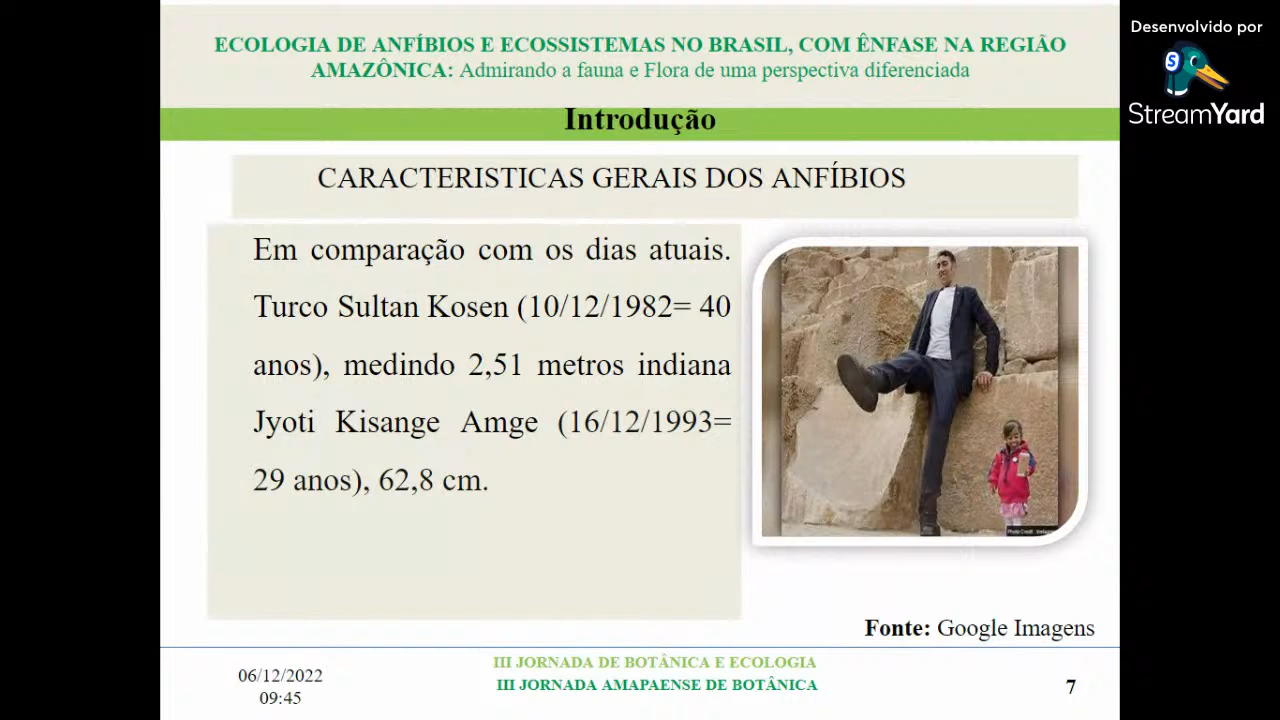 Desenvolvido por
StreamYard
ECOLOGIA DE ANFÍBIOS E ECOSSISTEMAS NO BRASIL, COM ÊNFASE NA REGIÃO
AMAZÔNICA: Admirando a fauna e Flora de uma perspectiva diferenciada
Introdução
CARACTERISTICAS GERAIS DOS ANFÍBIOS
Em comparação com os dias atuais.
Turco Sultan Kosen (10/12/1982= 40
anos), medindo 2,51 metros indiana
Jyoti Kisange Amge (16/12/1993=
29 anos), 62,8 cm.
Photo Credit
Fonte: Google Imagens
06/12/2022
09:45
III JORNADA DE BOTÂNICA E ECOLOGIA
III JORNADA AMAPAENSE DE BOTÂNICA
7